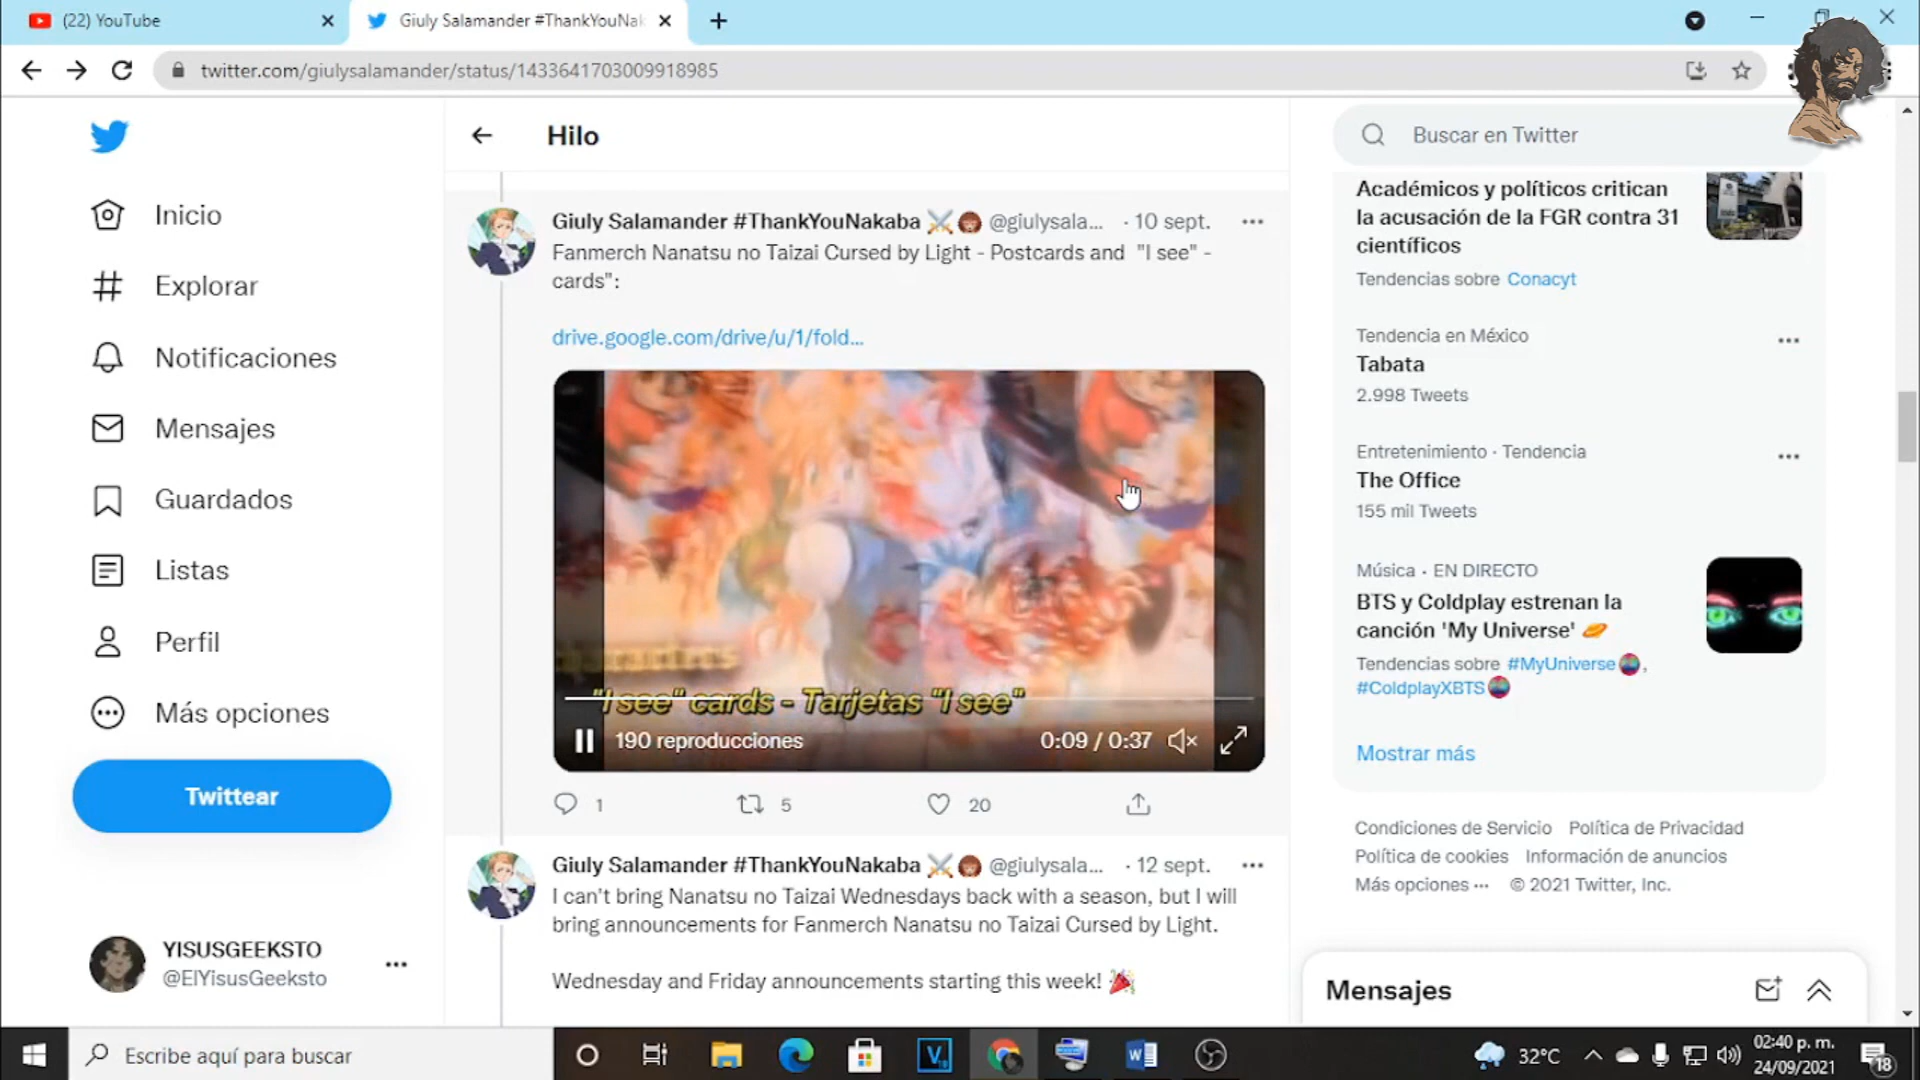 (22) YouTube
Giuly Salamander #ThankYouNak
twitter.com/giulysalamander/status/1433641703009918985
Inicio
Explorar
Notificaciones
Mensajes
Guardados
Listas
Perfil
Más opciones
Twittear
YISUSGEEKSTO
@ElYisusGeeksto
Hilo
Giuly Salamander #ThankYouNakaba @giulysala... · 10 sept.
Fanmerch Nanatsu no Taizai Cursed by Light - Postcards and "I see" -
cards":
drive.google.com/drive/u/1/fold...
"I see" cards - Tarjetas "I see"
190 reproducciones
0:09 / 0:37
1 5 20
Giuly Salamander #ThankYouNakaba @giulysala... · 12 sept.
I can't bring Nanatsu no Taizai Wednesdays back with a season, but I will
bring announcements for Fanmerch Nanatsu no Taizai Cursed by Light.
Wednesday and Friday announcements starting this week!
Buscar en Twitter
Académicos y políticos critican
la acusación de la FGR contra 31
científicos
Tendencias sobre Conacyt
Tendencia en México
Tabata
2.998 Tweets
Entretenimiento · Tendencia
The Office
155 mil Tweets
Música · EN DIRECTO
BTS y Coldplay estrenan la
canción 'My Universe'
Tendencias sobre #MyUniverse,
#ColdplayXBTS
Mostrar más
Condiciones de Servicio Política de Privacidad
Política de cookies Información de anuncios
Más opciones ··· © 2021 Twitter, Inc.
Mensajes
Escribe aquí para buscar
32°C
02:40 p. m.
24/09/2021
18